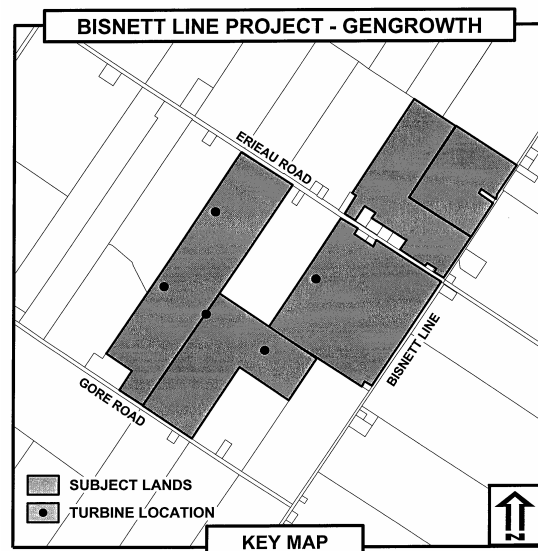 BISNETT LINE PROJECT - GENGROWTH
ERIEAU ROAD
BISNETT LINE
GORE ROAD
SUBJECT LANDS
TURBINE LOCATION
N
KEY MAP